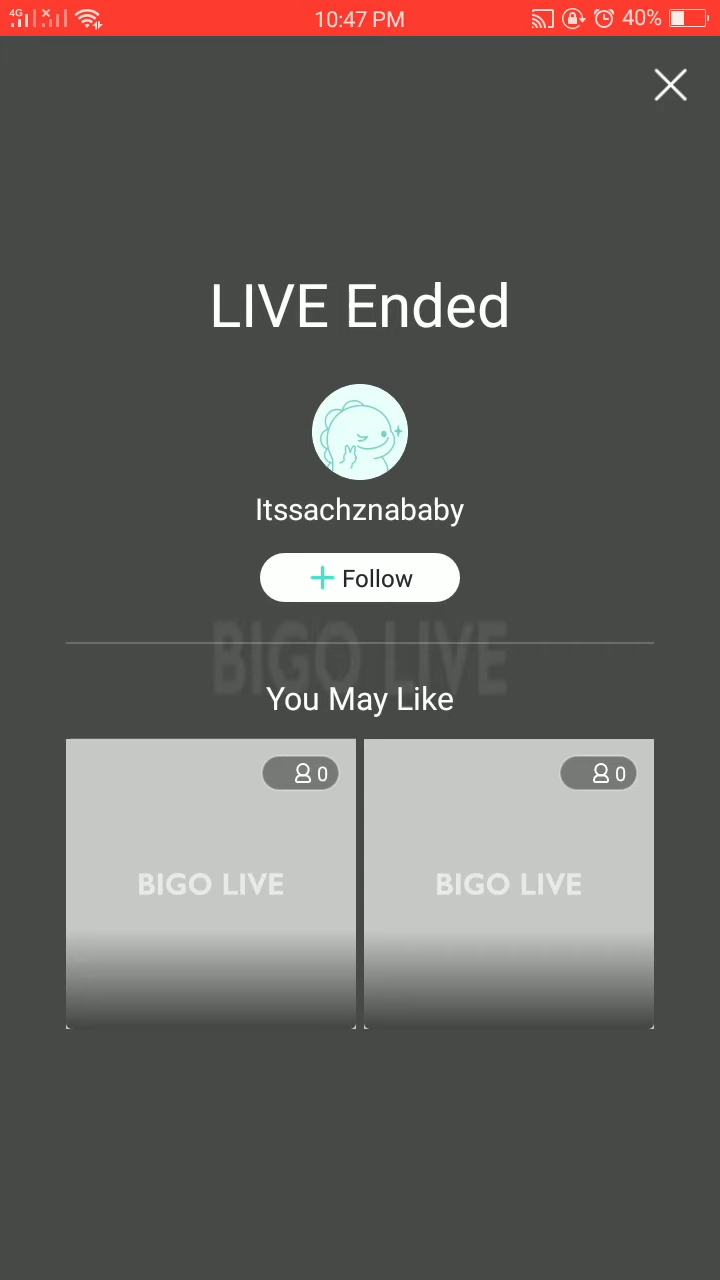 4G 10:47 PM 40%
LIVE Ended
Itssachznababy
+ Follow
BIGO LIVE
You May Like
0 0
BIGO LIVE BIGO LIVE